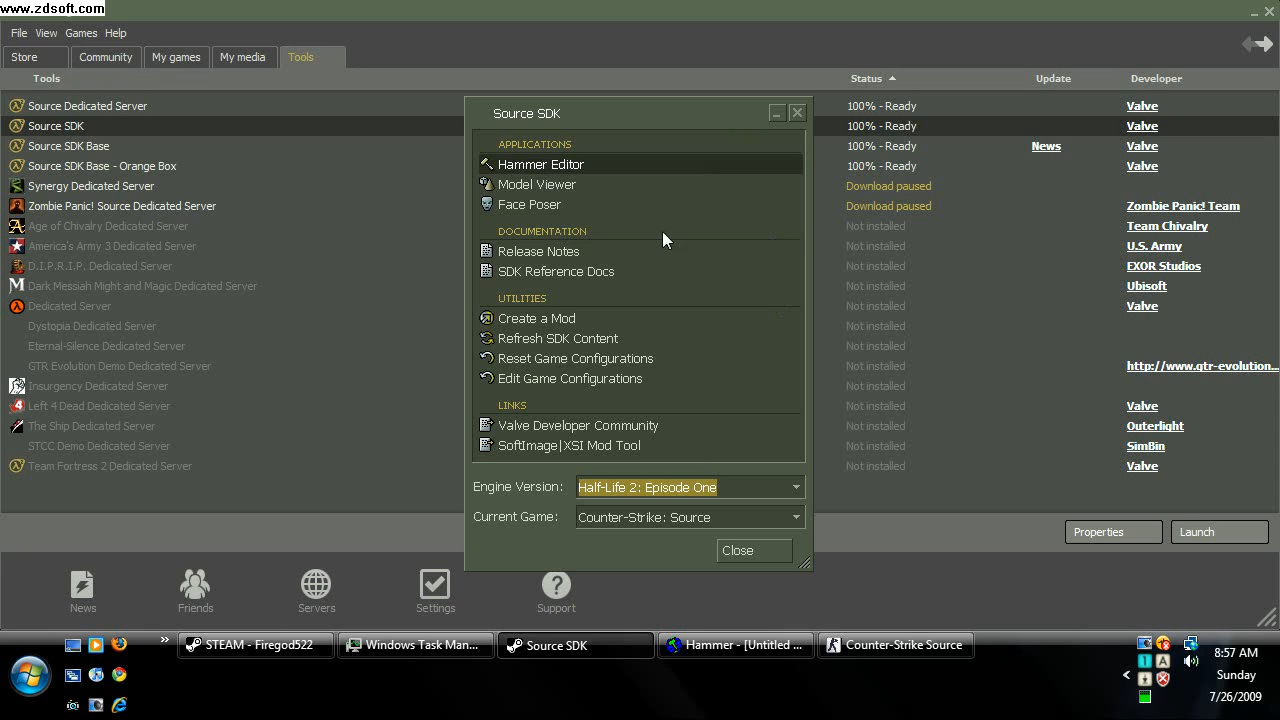 www.zdsoft.com
File View Games Help
Store Community My games My media Tools
Tools Status Update Developer
Source Dedicated Server 100% - Ready Valve
Source SDK 100% - Ready Valve
Source SDK Base 100% - Ready News Valve
Source SDK Base - Orange Box 100% - Ready Valve
Synergy Dedicated Server Download paused
Zombie Panic! Source Dedicated Server Download paused Zombie Panic! Team
Age of Chivalry Dedicated Server Not installed Team Chivalry
America's Army 3 Dedicated Server Not installed U.S. Army
D.I.P.R.I.P. Dedicated Server Not installed EXOR Studios
Dark Messiah Might and Magic Dedicated Server Not installed Ubisoft
Dedicated Server Not installed Valve
Dystopia Dedicated Server Not installed
Eternal-Silence Dedicated Server Not installed
GTR Evolution Demo Dedicated Server Not installed http://www.gtr-evolution...
Insurgency Dedicated Server Not installed
Left 4 Dead Dedicated Server Not installed Valve
The Ship Dedicated Server Not installed Outerlight
STCC Demo Dedicated Server Not installed SimBin
Team Fortress 2 Dedicated Server Not installed Valve
Source SDK
APPLICATIONS
Hammer Editor
Model Viewer
Face Poser
DOCUMENTATION
Release Notes
SDK Reference Docs
UTILITIES
Create a Mod
Refresh SDK Content
Reset Game Configurations
Edit Game Configurations
LINKS
Valve Developer Community
SoftImage|XSI Mod Tool
Engine Version: Half-Life 2: Episode One
Current Game: Counter-Strike: Source
Close
Properties Launch
News Friends Servers Settings Support
STEAM - Firegod522 Windows Task Man... Source SDK Hammer - [Untitled ... Counter-Strike Source
8:57 AM
Sunday
7/26/2009